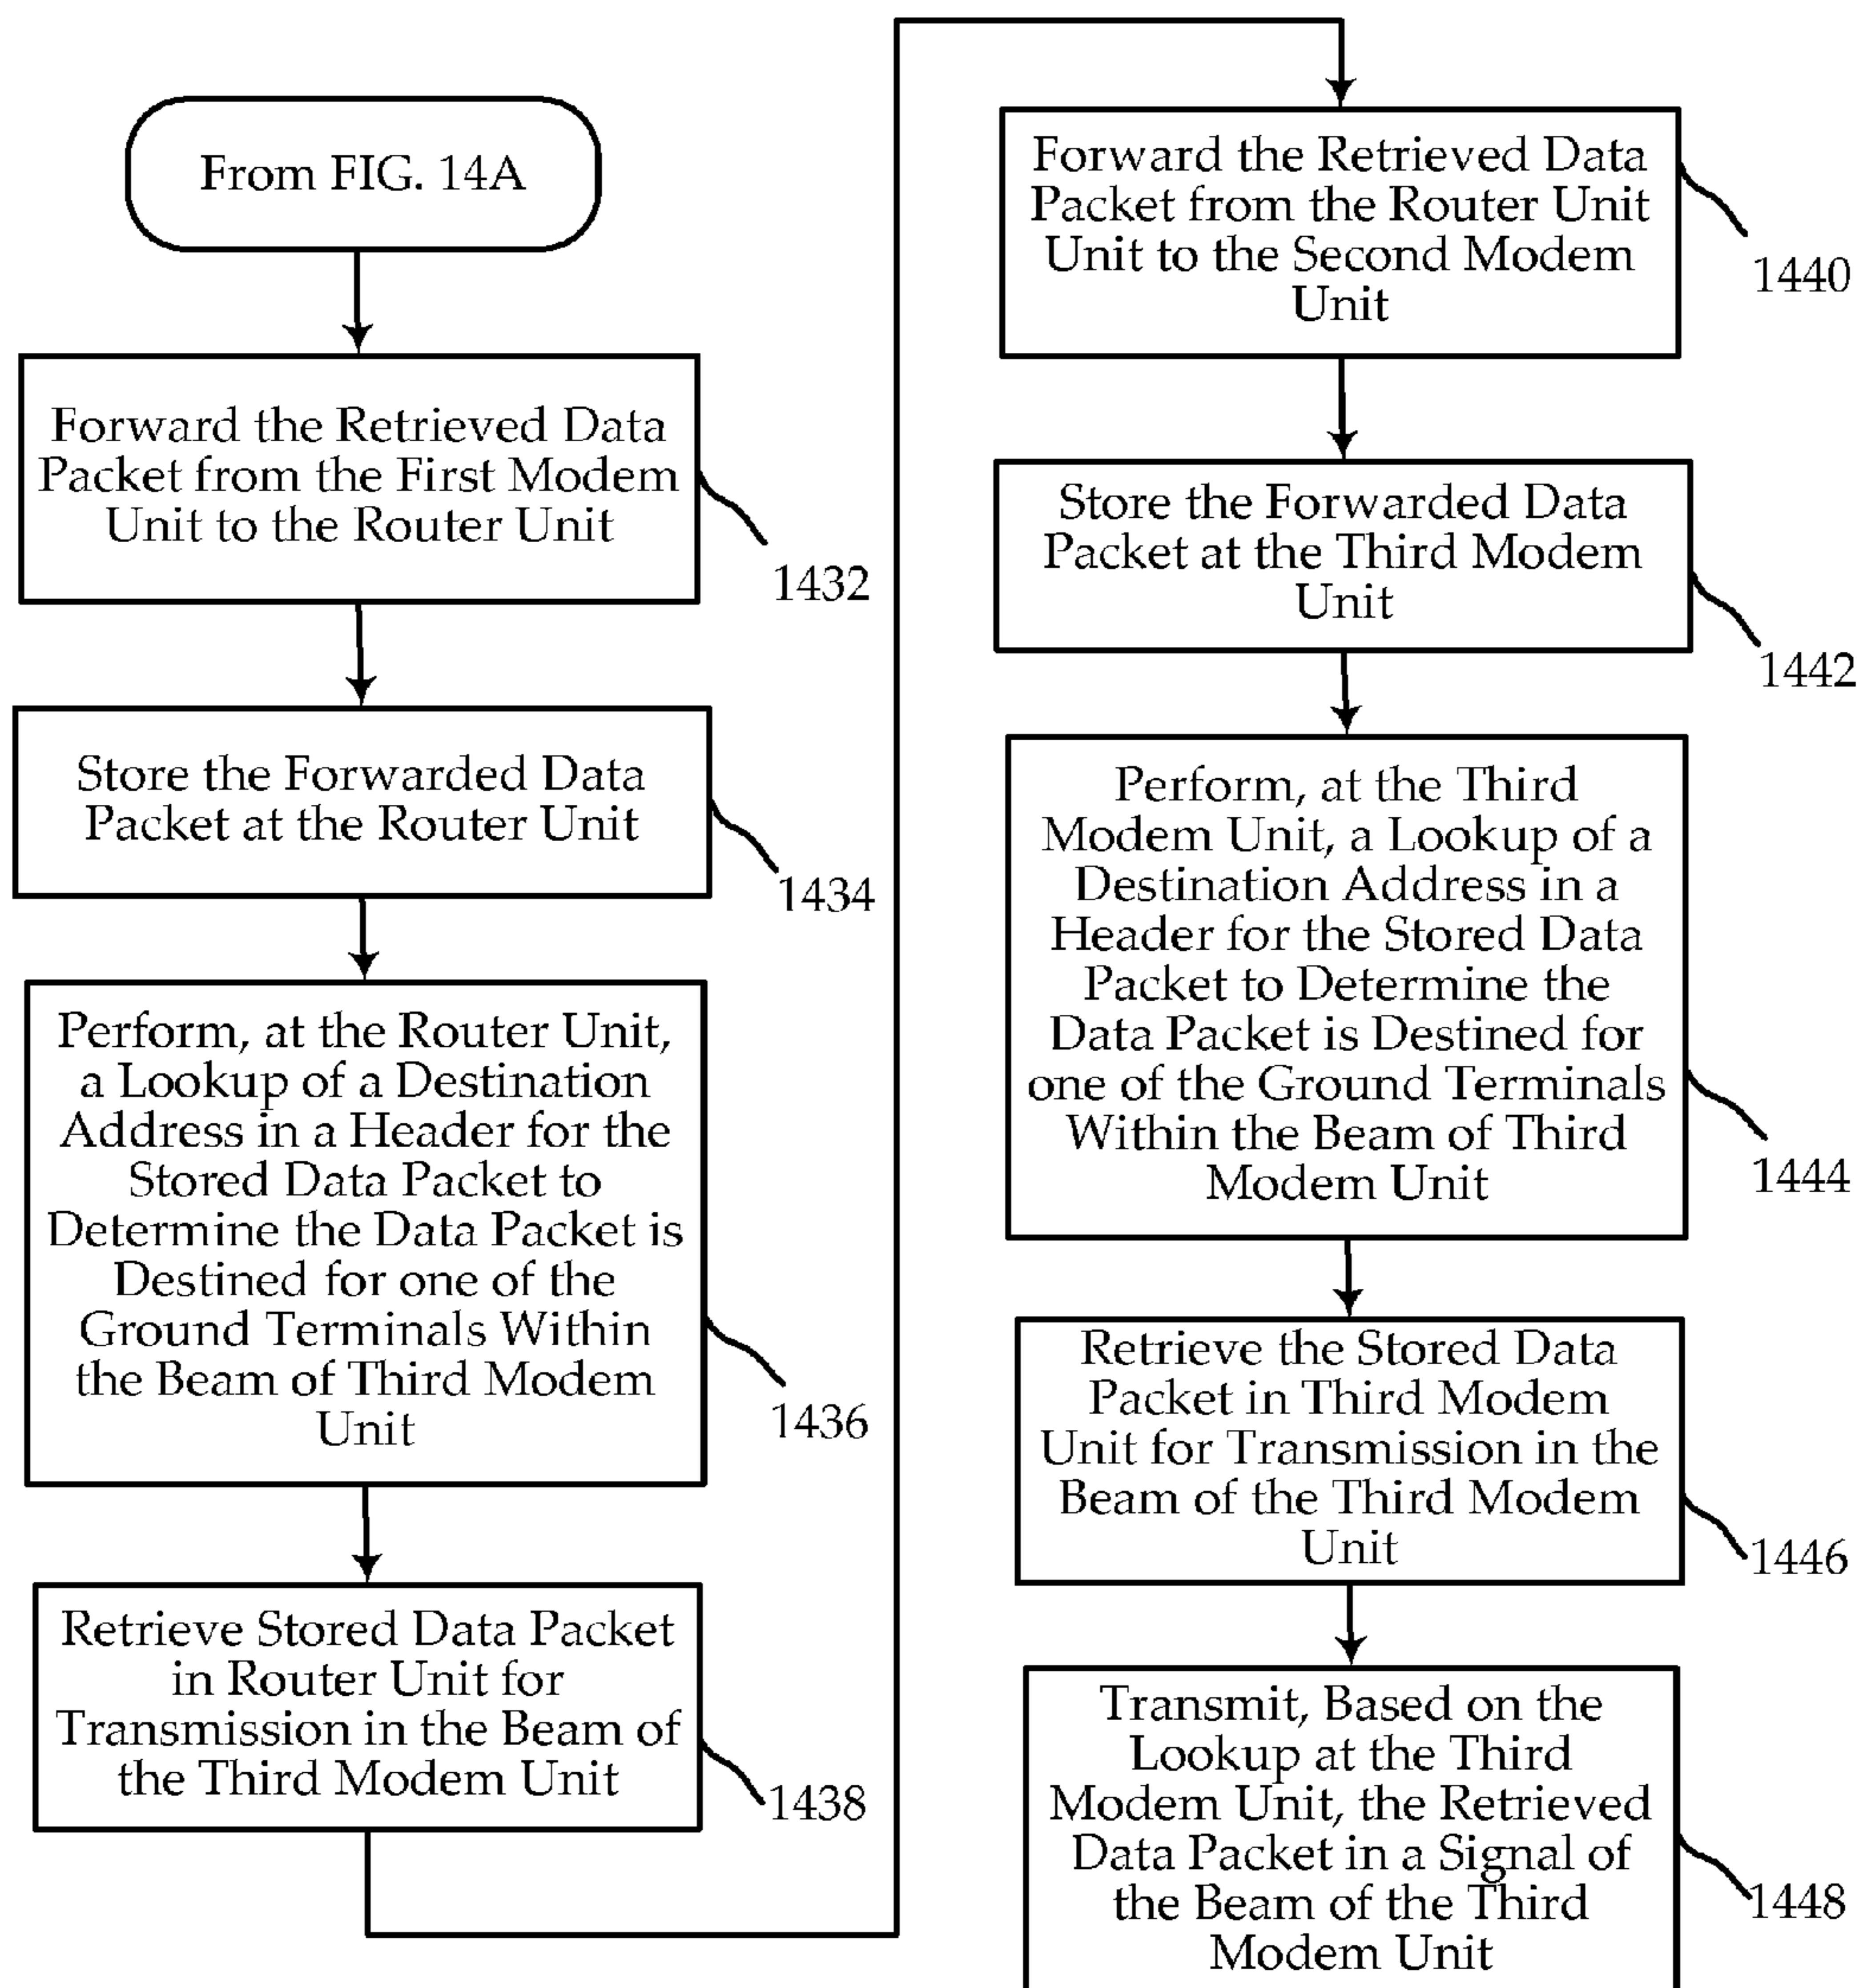 From FIG. 14A
Forward the Retrieved Data
Packet from the First Modem
Unit to the Router Unit
1432
Store the Forwarded Data
Packet at the Router Unit
1434
Perform, at the Router Unit,
a Lookup of a Destination
Address in a Header for the
Stored Data Packet to
Determine the Data Packet is
Destined for one of the
Ground Terminals Within
the Beam of Third Modem
Unit
1436
Retrieve Stored Data Packet
in Router Unit for
Transmission in the Beam of
the Third Modem Unit
1438
Forward the Retrieved Data
Packet from the Router Unit
Unit to the Second Modem
Unit
1440
Store the Forwarded Data
Packet at the Third Modem
Unit
1442
Perform, at the Third
Modem Unit, a Lookup of a
Destination Address in a
Header for the Stored Data
Packet to Determine the
Data Packet is Destined for
one of the Ground Terminals
Within the Beam of Third
Modem Unit
1444
Retrieve the Stored Data
Packet in Third Modem
Unit for Transmission in the
Beam of the Third Modem
Unit
1446
Transmit, Based on the
Lookup at the Third
Modem Unit, the Retrieved
Data Packet in a Signal of
the Beam of the Third
Modem Unit
1448